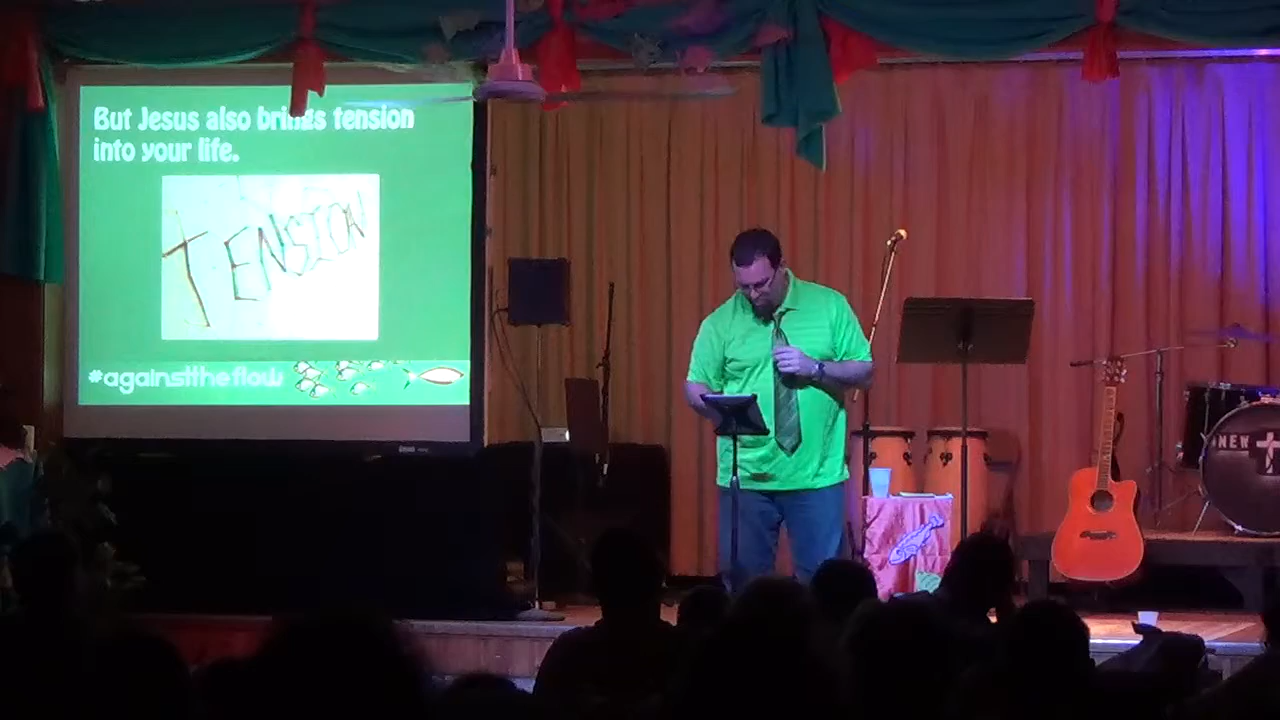 But Jesus also brings tension
into your life.
TENSION
#againsttheflow
NEW